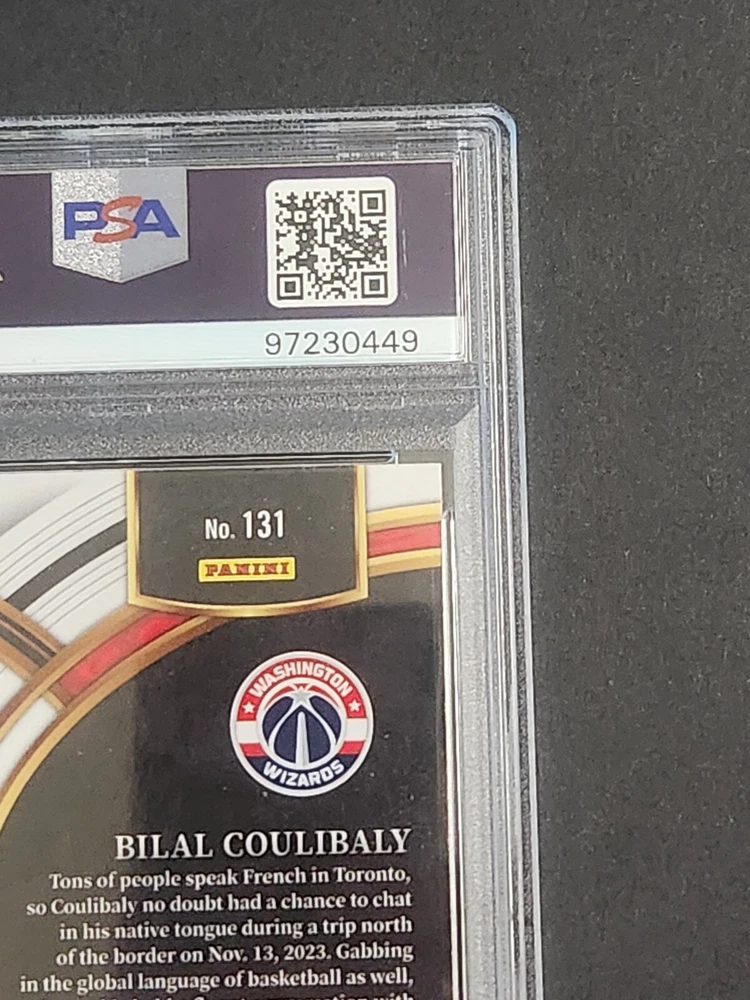 PSA
97230449
No. 131
PANINI
WASHINGTON
WIZARDS
BILAL COULIBALY
Tons of people speak French in Toronto,
so Coulibaly no doubt had a chance to chat
in his native tongue during a trip north
of the border on Nov. 13, 2023. Gabbing
in the global language of basketball as well,